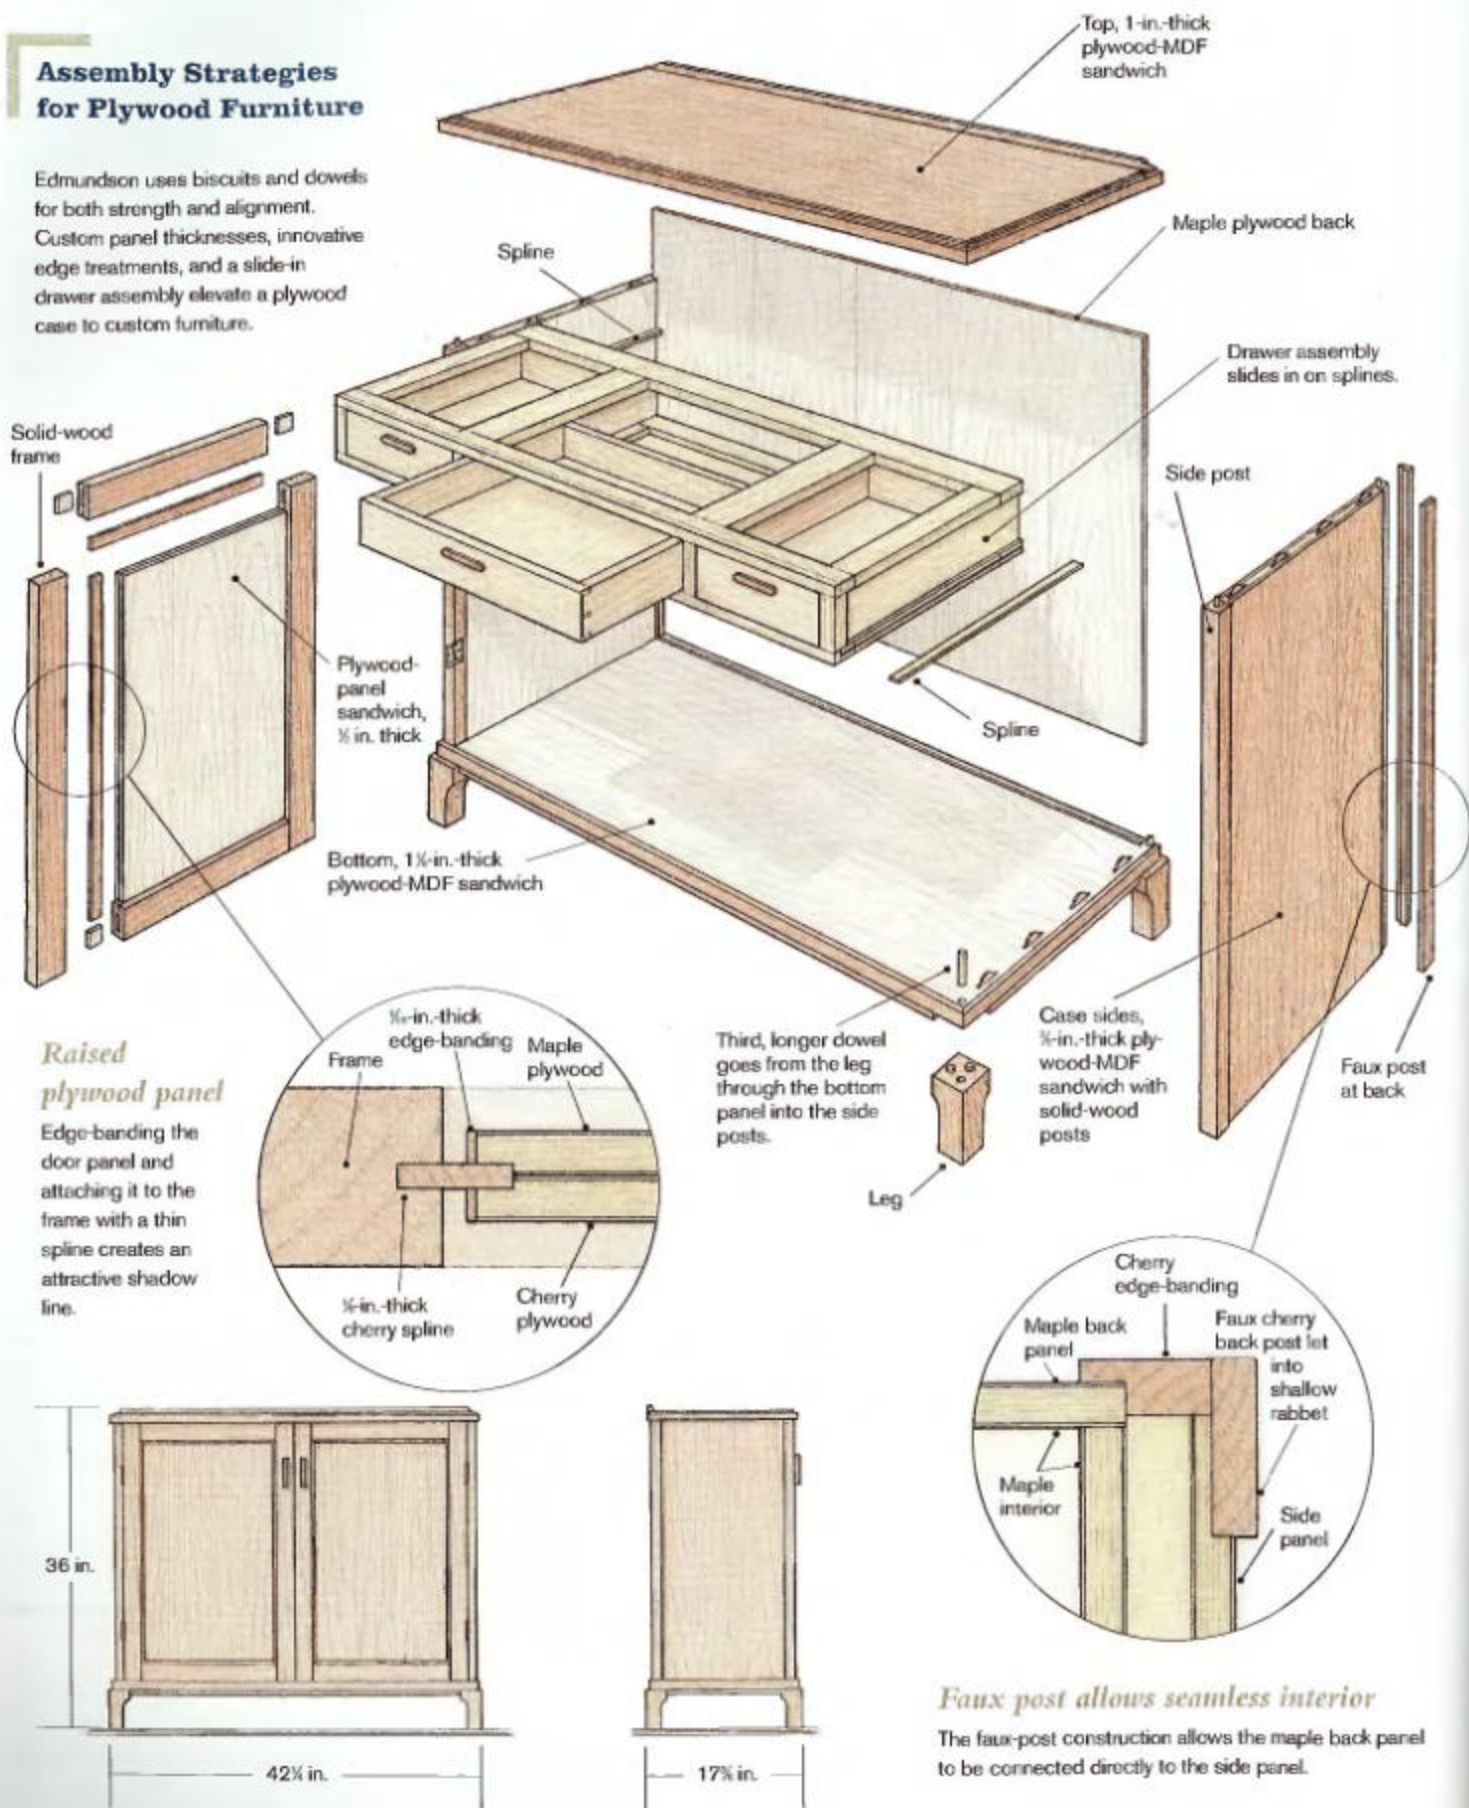 Assembly Strategies
for Plywood Furniture
Edmundson uses biscuits and dowels
for both strength and alignment.
Custom panel thicknesses, innovative
edge treatments, and a slide-in
drawer assembly elevate a plywood
case to custom furniture.
Top, 1-in.-thick
plywood-MDF
sandwich
Maple plywood back
Spline
Drawer assembly
slides in on splines.
Solid-wood
frame
Side post
Plywood-
panel
sandwich,
in. thick
Spline
Bottom,
plywood-MDF sandwich
Third, longer dowel
goes from the leg
through the bottom
panel into the side
posts.
Leg
Case sides,
-in.-thick ply-
wood-MDF
sandwich with
solid-wood
posts
Faux post
at back
Raised
plywood panel
Edge-banding the
door panel and
attaching it to the
frame with a thin
spline creates an
attractive shadow
line.
-in.-thick
edge-banding
Frame
Maple
plywood
-in.-thick
cherry spline
Cherry
plywood
Cherry
edge-banding
Maple back
panel
Faux cherry
back post let
into
shallow
rabbet
Maple
interior
Side
panel
36 in.
in.
in.
Faux post allows seamless interior
The faux-post construction allows the maple back panel
to be connected directly to the side panel.